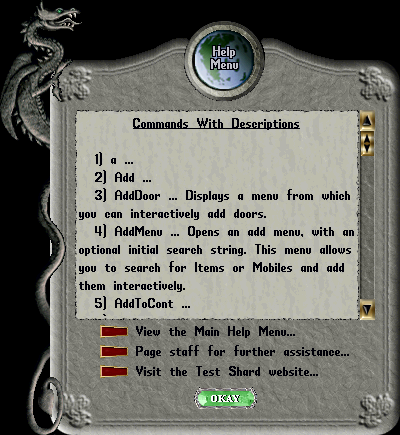 Help
Menu
Commands With Descriptions
1) a ...
2) Add ...
3) AddDoor ... Displays a menu from which
you can interactively add doors.
4) AddMenu ... Opens an add menu, with an
optional initial search string. This menu allows
you to search for Items or Mobiles and add
them interactively.
5) AddToCont ...
View the Main Help Menu...
Page staff for further assistance...
Visit the Test Shard website...
OKAY